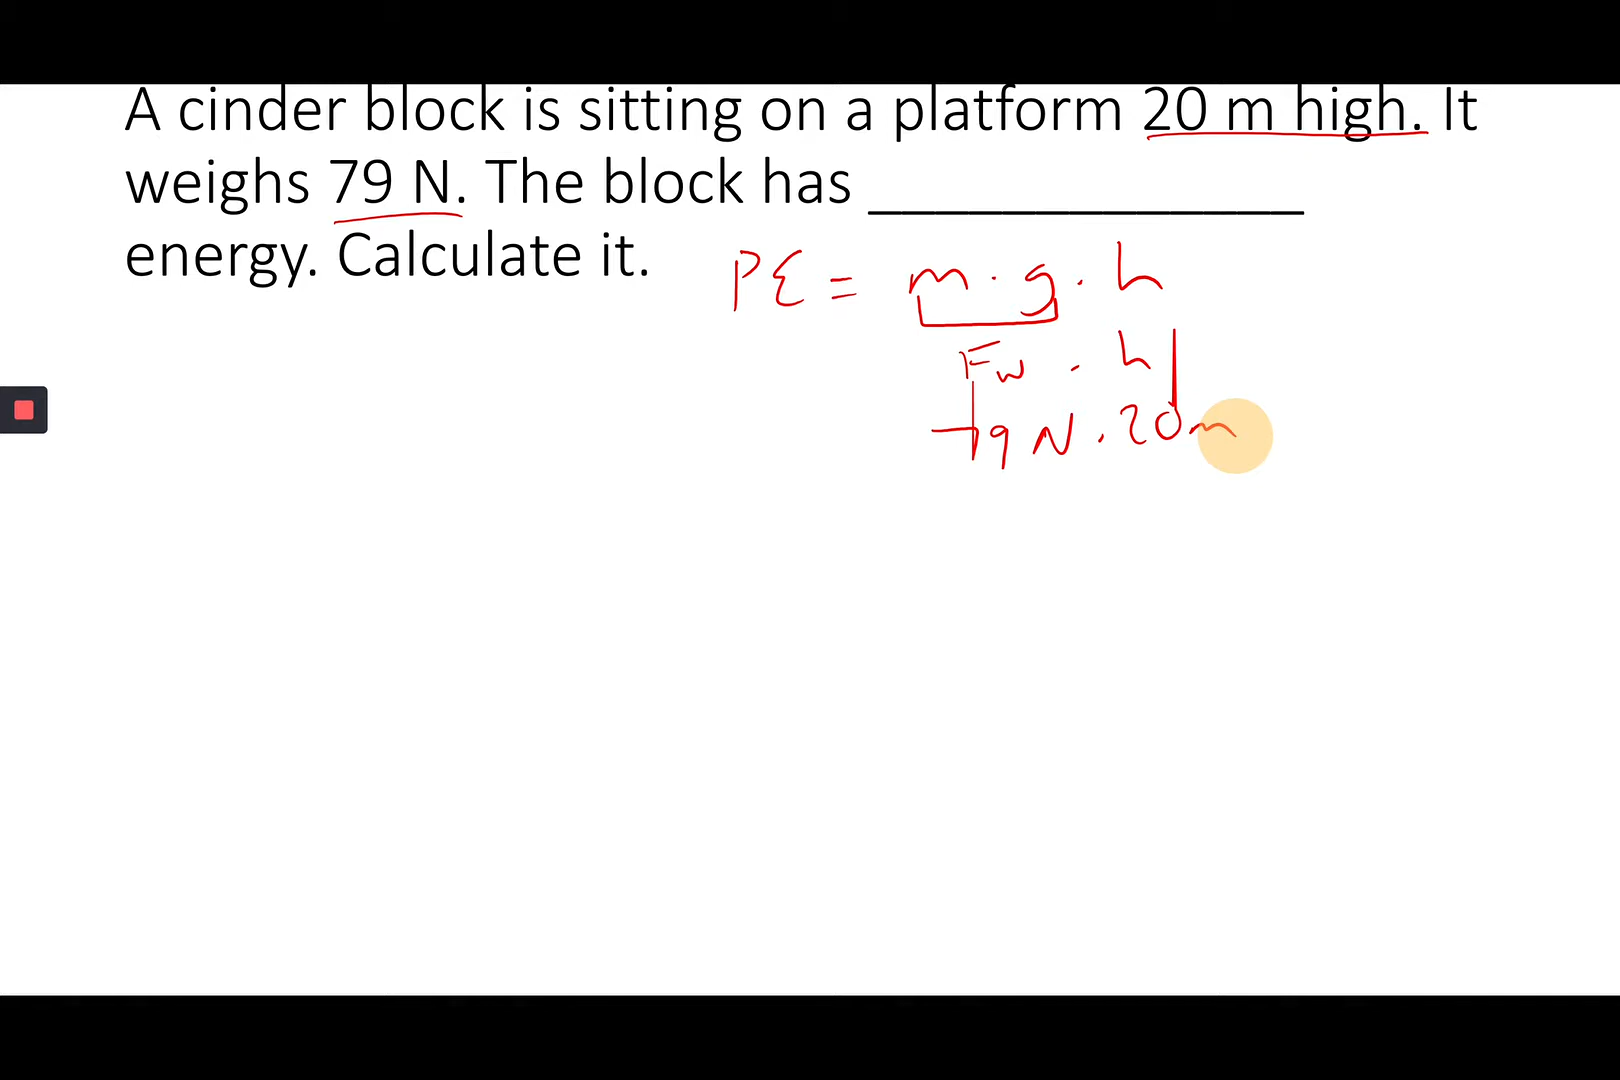 A cinder block is sitting on a platform 20 m high. It
weighs 79 N. The block has _______________
energy. Calculate it.
PE = m · g · h
Fw · h
79 N · 20m